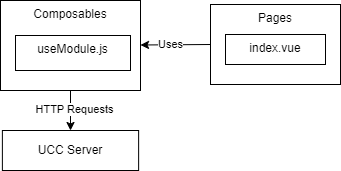 Composables
Pages
useModule.js
Uses
index.vue
HTTP Requests
UCC Server